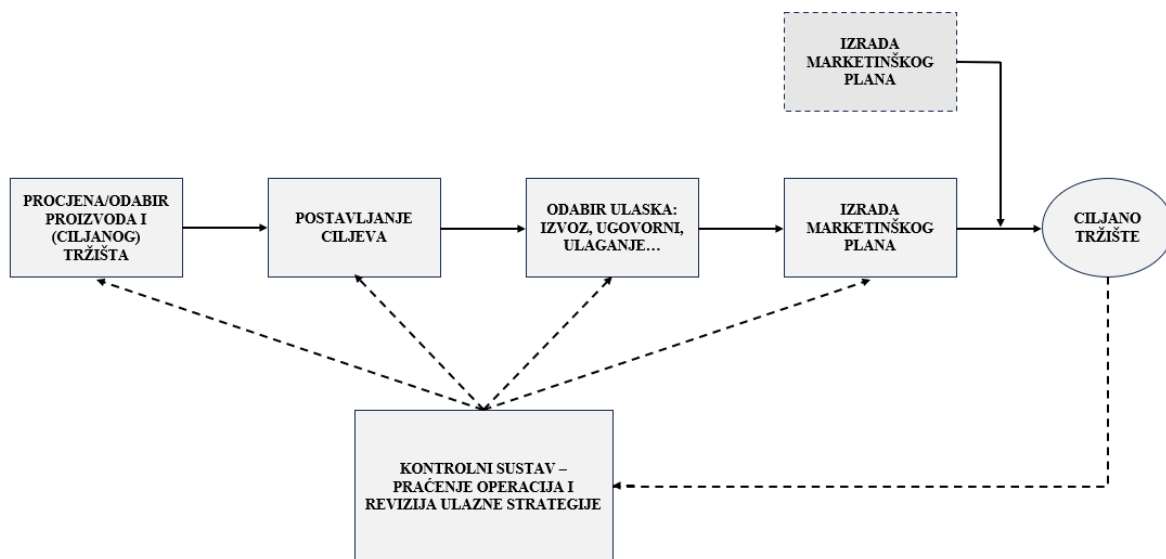 IZRADA
MARKETINŠKOG
PLANA
PROCJENA/ODABIR
PROIZVODA I
(CILJANOG)
TRŽIŠTA
POSTAVLJANJE
CILJEVA
ODABIR ULASKA:
IZVOZ, UGOVORNI,
ULAGANJE…
IZRADA
MARKETINŠKOG
PLANA
CILJANO
TRŽIŠTE
KONTROLNI SUSTAV –
PRAĆENJE OPERACIJA I
REVIZIJA ULAZNE STRATEGIJE